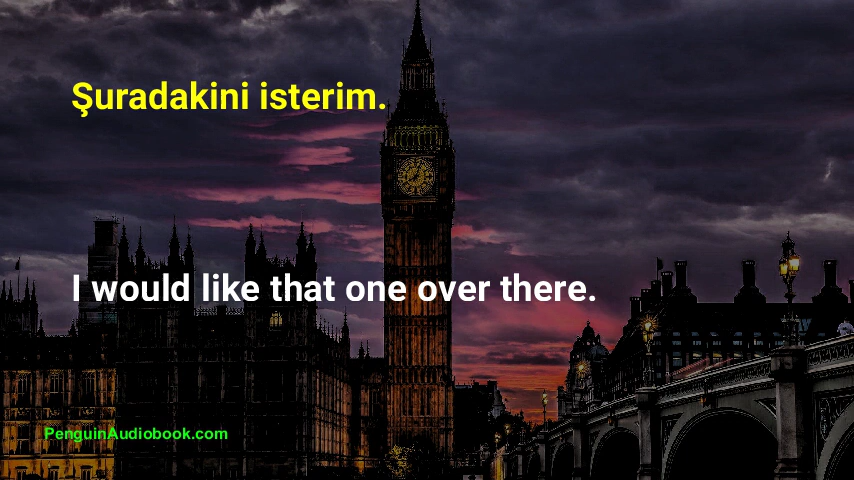 Şuradakini isterim.
I would like that one over there.
PenguinAudiobook.com